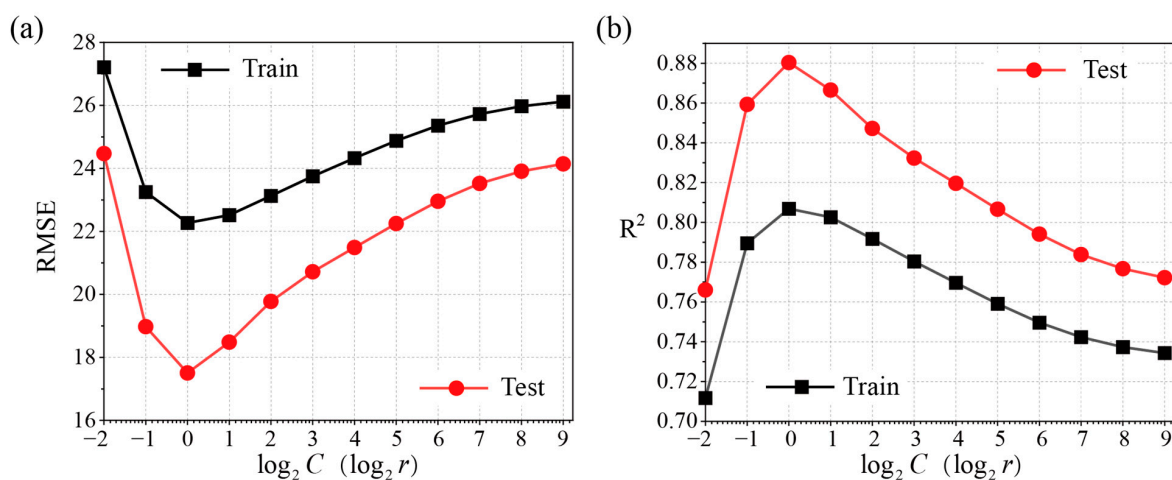 (a)
28
26
24
22
20
18
16
RMSE
Train
Test
−2 −1 0 1 2 3 4 5 6 7 8 9
log₂ C (log₂ r)
(b)
0.88
0.86
0.84
0.82
0.80
0.78
0.76
0.74
0.72
0.70
R²
Test
Train
−2 −1 0 1 2 3 4 5 6 7 8 9
log₂ C (log₂ r)